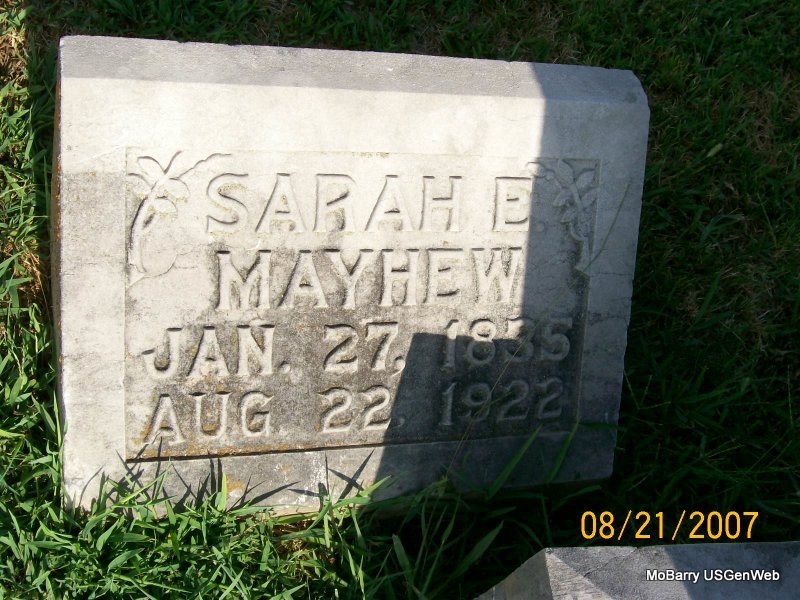 SARAH E.
MAYHEW
JAN. 27, 1835
AUG. 22, 1922
08/21/2007
MoBarry USGenWeb